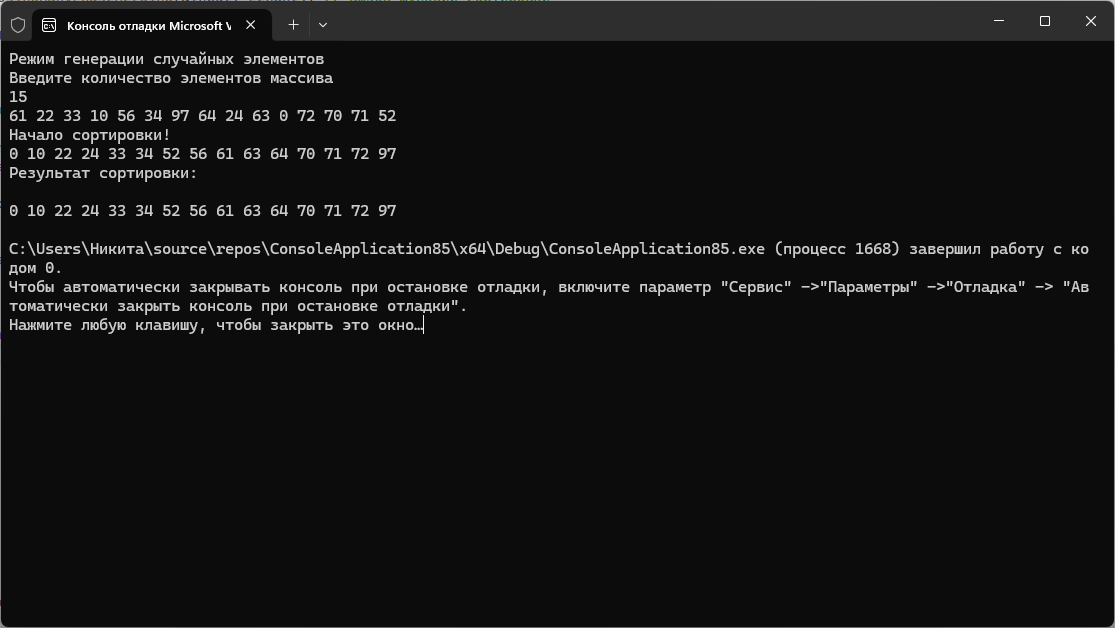 Консоль отладки Microsoft V
Режим генерации случайных элементов
Введите количество элементов массива
15
61 22 33 10 56 34 97 64 24 63 0 72 70 71 52
Начало сортировки!
0 10 22 24 33 34 52 56 61 63 64 70 71 72 97
Результат сортировки:
0 10 22 24 33 34 52 56 61 63 64 70 71 72 97
C:\Users\Никита\source\repos\ConsoleApplication85\x64\Debug\ConsoleApplication85.exe (процесс 1668) завершил работу с ко
дом 0.
Чтобы автоматически закрывать консоль при остановке отладки, включите параметр "Сервис" ->"Параметры" ->"Отладка" -> "Ав
томатически закрыть консоль при остановке отладки".
Нажмите любую клавишу, чтобы закрыть это окно…